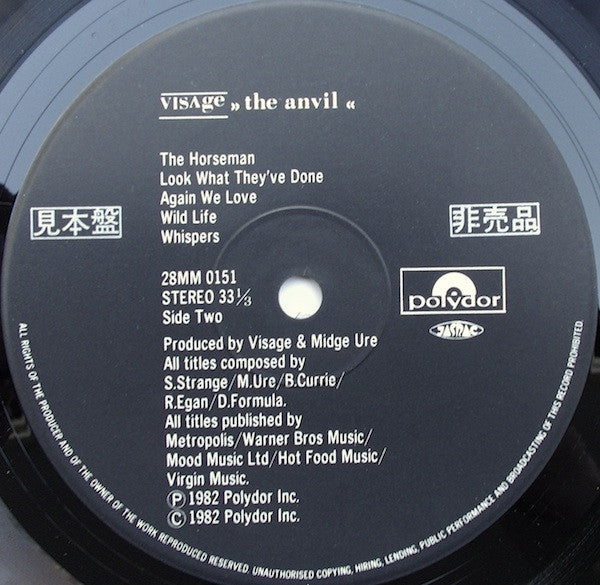 VISAGE » the anvil «
The Horseman
Look What They've Done
Again We Love
Wild Life
Whispers
見本盤
非売品
28MM 0151
STEREO 33 1/3
Side Two
polydor
JASRAC
Produced by Visage & Midge Ure
All titles composed by
S.Strange/M.Ure/B.Currie/
R.Egan/D.Formula.
All titles published by
Metropolis/Warner Bros Music/
Mood Music Ltd/Hot Food Music/
Virgin Music.
Ⓟ 1982 Polydor Inc.
© 1982 Polydor Inc.
ALL RIGHTS OF THE PRODUCER AND OF THE OWNER OF THE WORK REPRODUCED RESERVED. UNAUTHORISED COPYING, HIRING, LENDING, PUBLIC PERFORMANCE AND BROADCASTING OF THIS RECORD PROHIBITED.